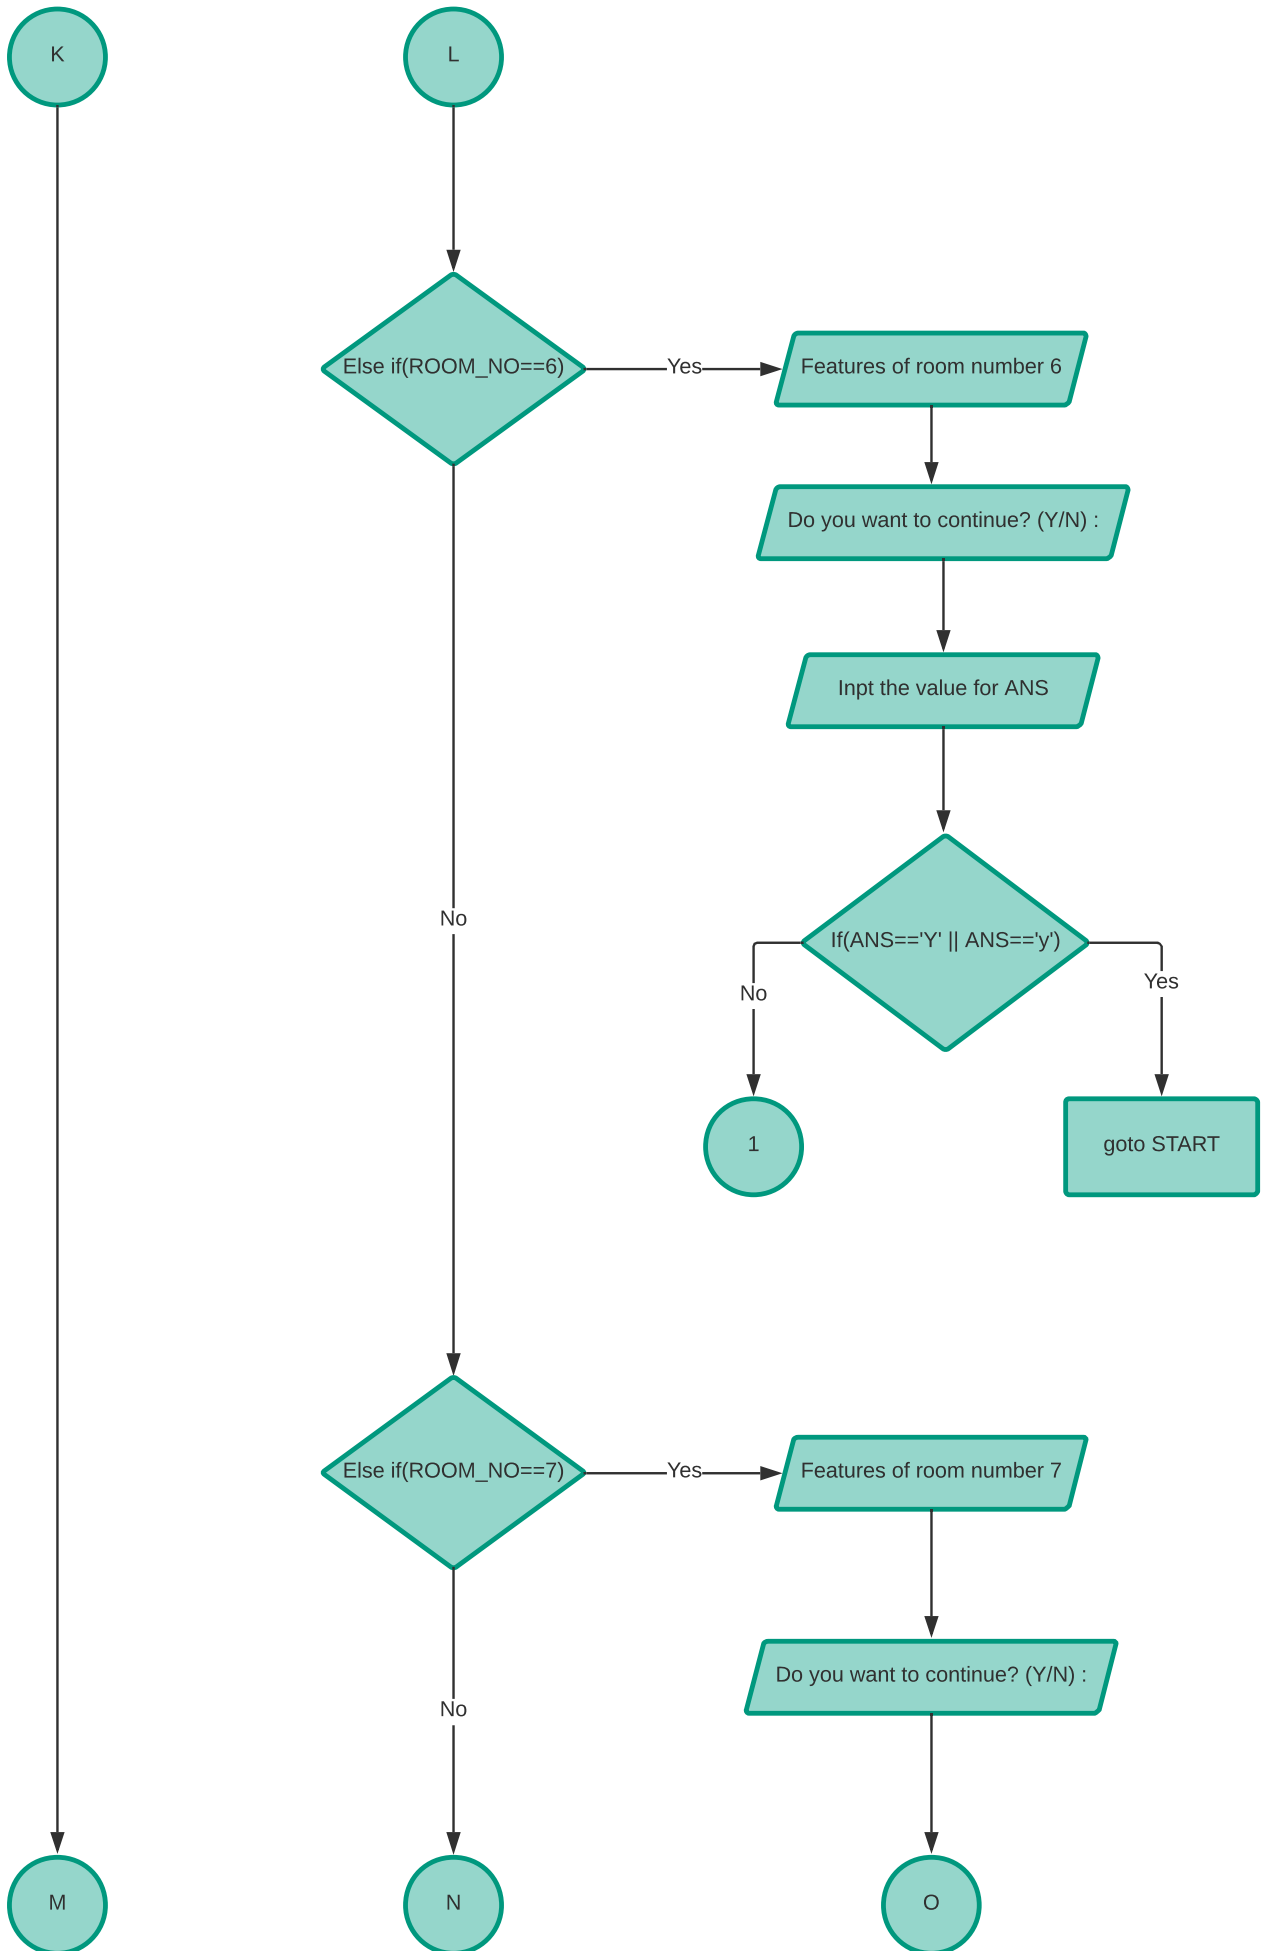 K
L
Else if(ROOM_NO==6)
Yes
Features of room number 6
Do you want to continue? (Y/N) :
Inpt the value for ANS
No
If(ANS=='Y' || ANS=='y')
No
Yes
1
goto START
Else if(ROOM_NO==7)
Yes
Features of room number 7
Do you want to continue? (Y/N) :
No
M
N
O